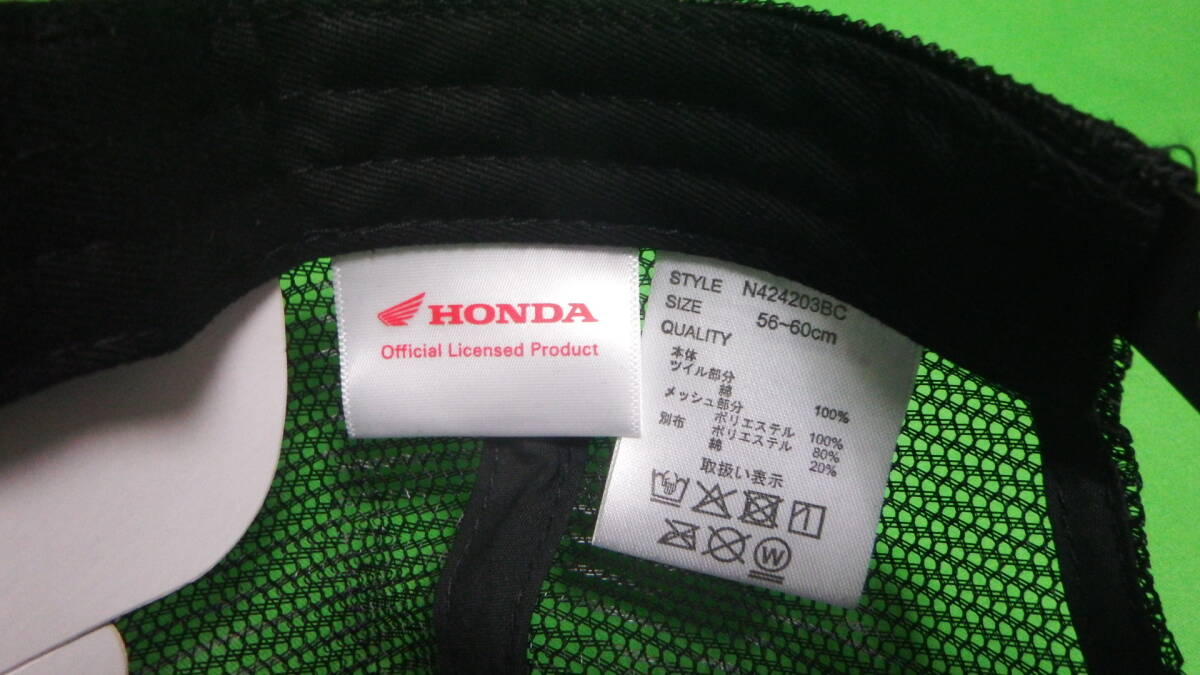 HONDA
Official Licensed Product
STYLE N424203BC
SIZE 56~60cm
QUALITY
本体
ツイル部分
綿 100%
メッシュ部分
ポリエステル 100%
別布 ポリエステル 80%
綿 20%
取扱い表示
W